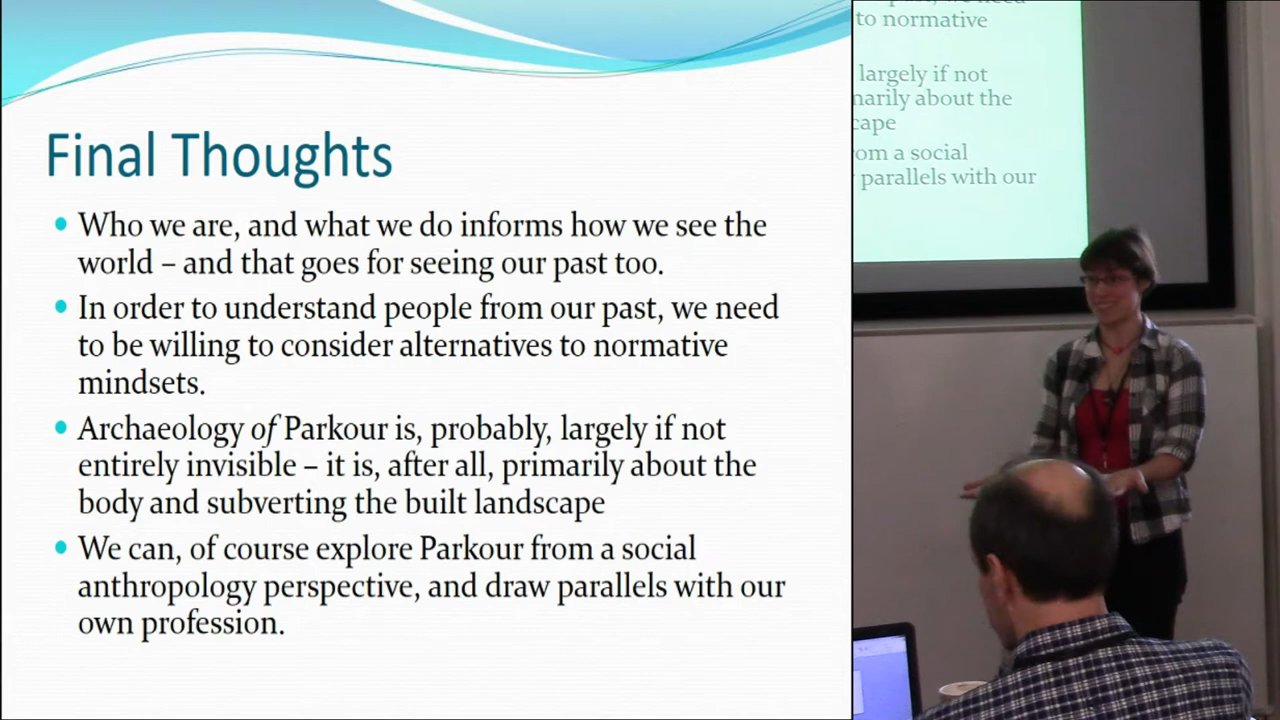 Final Thoughts
Who we are, and what we do informs how we see the
world – and that goes for seeing our past too.
In order to understand people from our past, we need
to be willing to consider alternatives to normative
mindsets.
Archaeology of Parkour is, probably, largely if not
entirely invisible – it is, after all, primarily about the
body and subverting the built landscape
We can, of course explore Parkour from a social
anthropology perspective, and draw parallels with our
own profession.
to normative
largely if not
marily about the
cape
om a social
parallels with our